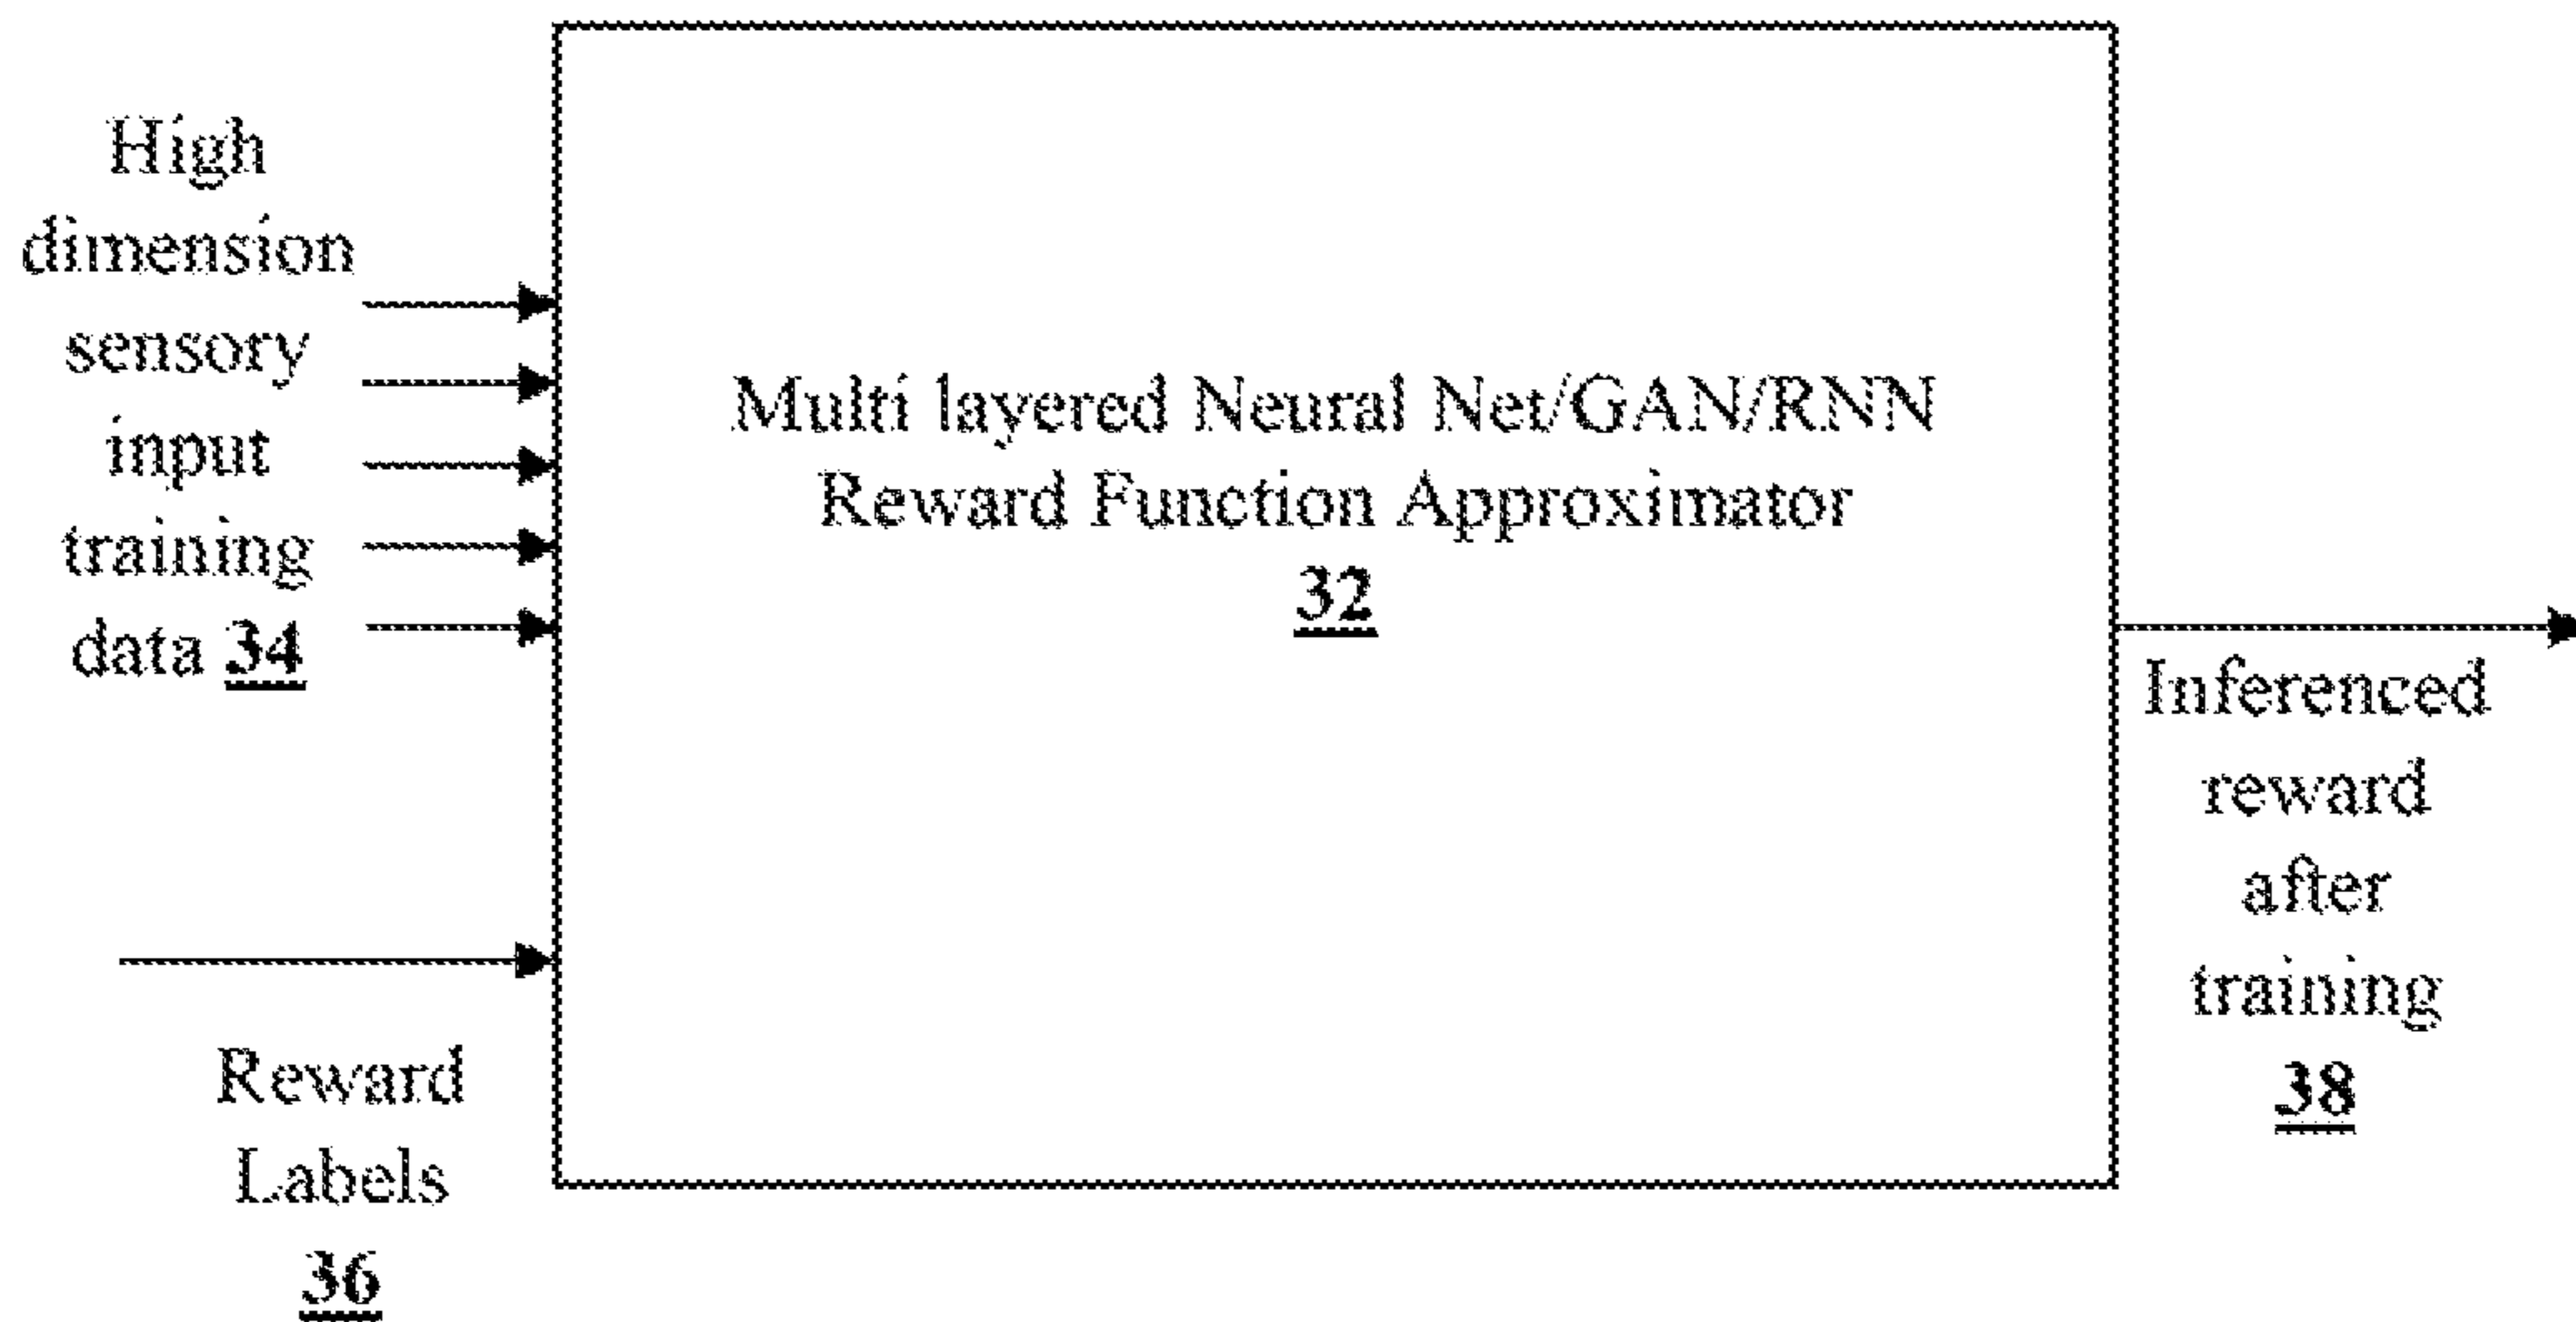 High
dimension
sensory
input
training
data 34
Multi layered Neural Net/GAN/RNN
Reward Function Approximator
32
Inferenced
reward
after
training
38
Reward
Labels
36